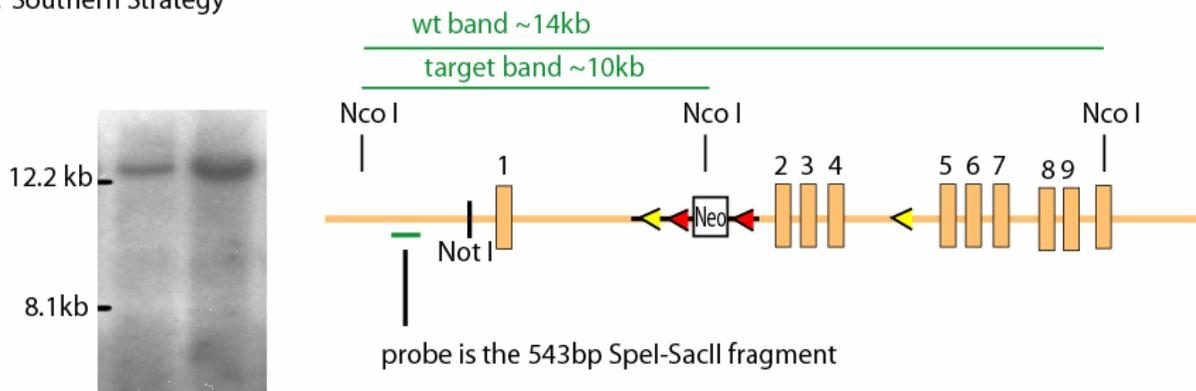 Southern Strategy
wt band ~14kb
target band ~10kb
Nco I Nco I Nco I
12.2 kb
1 2 3 4 5 6 7 8 9
Neo
Not I
8.1kb
probe is the 543bp SpeI-SacII fragment